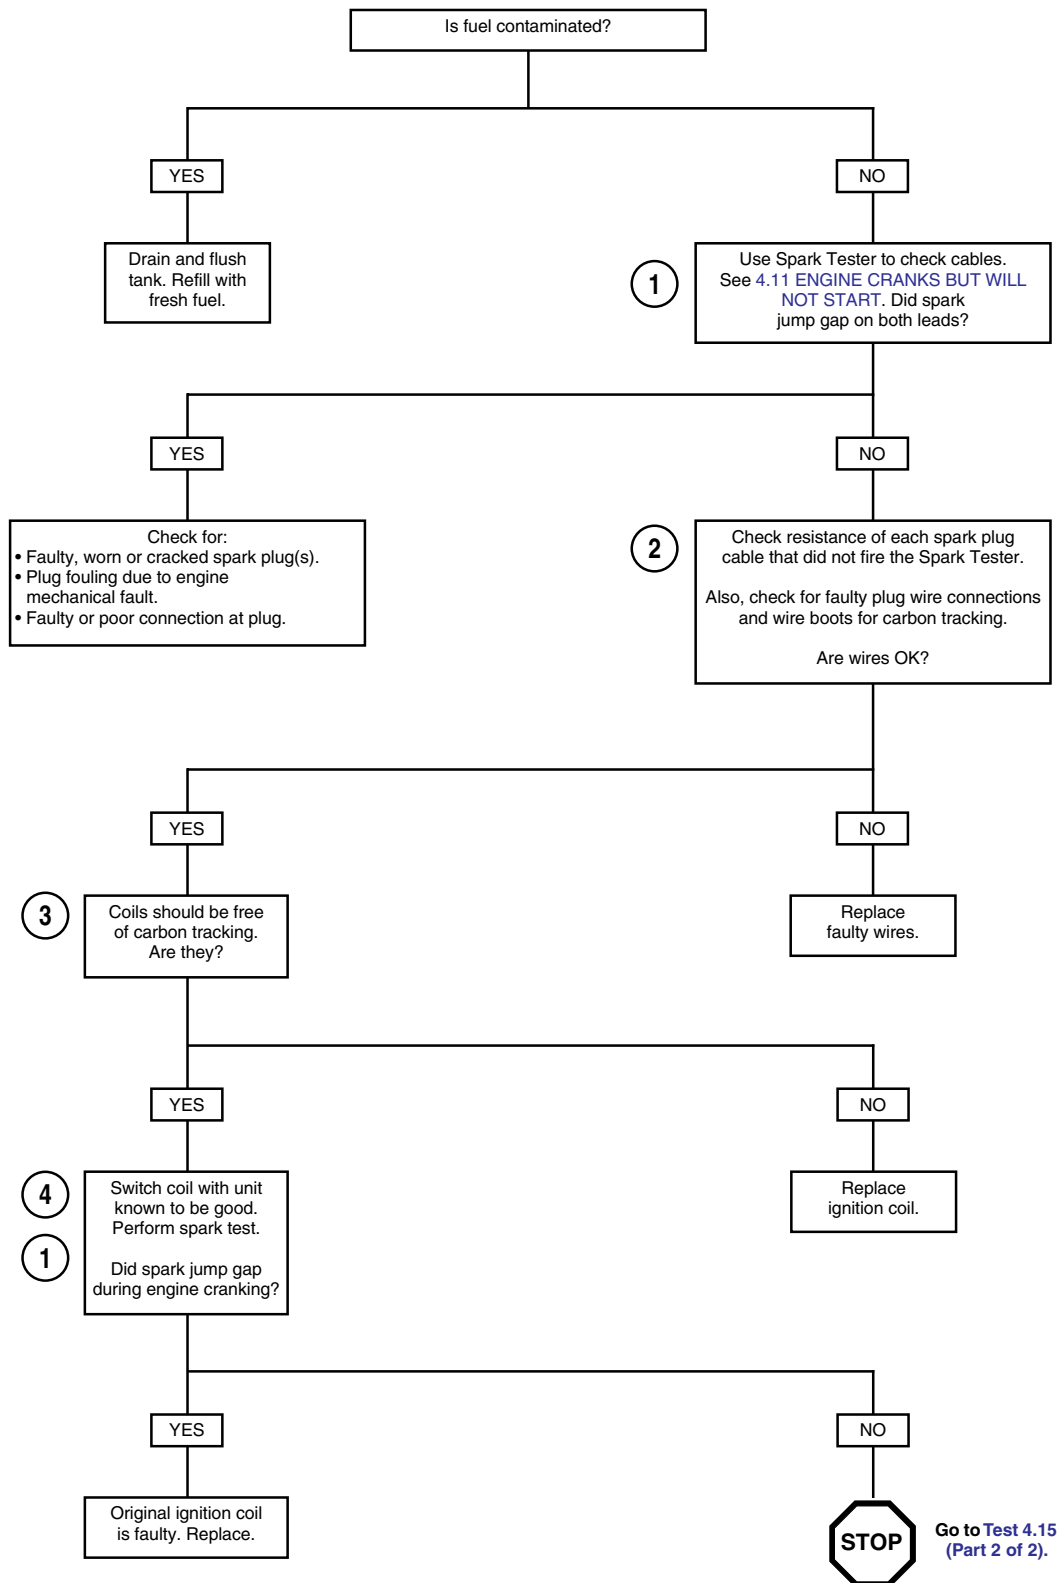 Is fuel contaminated?
YES
NO
Drain and flush
tank. Refill with
fresh fuel.
1
Use Spark Tester to check cables.
See 4.11 ENGINE CRANKS BUT WILL
NOT START. Did spark
jump gap on both leads?
YES
NO
Check for:
• Faulty, worn or cracked spark plug(s).
• Plug fouling due to engine
mechanical fault.
• Faulty or poor connection at plug.
2
Check resistance of each spark plug
cable that did not fire the Spark Tester.
Also, check for faulty plug wire connections
and wire boots for carbon tracking.
Are wires OK?
YES
NO
3
Coils should be free
of carbon tracking.
Are they?
Replace
faulty wires.
YES
NO
4
1
Switch coil with unit
known to be good.
Perform spark test.
Did spark jump gap
during engine cranking?
Replace
ignition coil.
YES
NO
Original ignition coil
is faulty. Replace.
STOP
Go to Test 4.15
(Part 2 of 2).